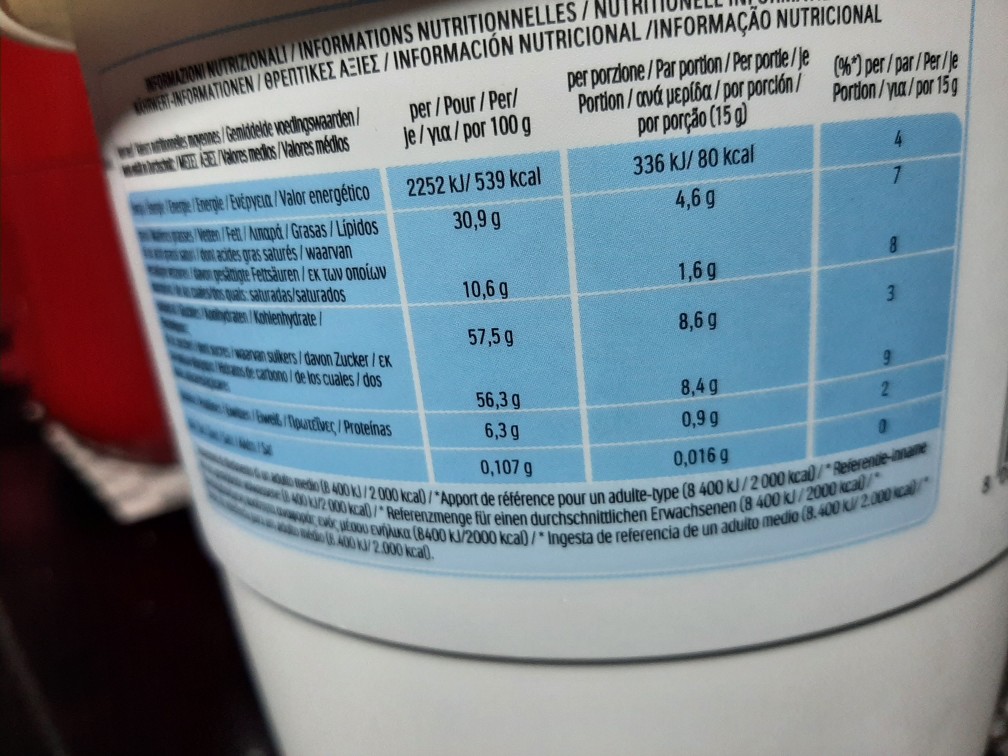 INFORMAZIONI NUTRIZIONALI / INFORMATIONS NUTRITIONNELLES /
/ ΘΡΕΠΤΙΚΕΣ ΑΞΙΕΣ / INFORMACIÓN NUTRICIONAL /INFORMAÇÃO NUTRICIONAL
moyennes / Gemiddelde voedingswaarden /
/ Valores medios / Valores médios
per / Pour / Per/
Je / για / por 100 g
per porzione / Par portion / Per portie / Je
Portion / ανά μερίδα / por porción /
por porção (15 g)
(%*) per / par / Per / Je
Portion / για / por 15 g
/ Energie / Ενέργεια / Valor energético
2252 kJ/ 539 kcal
336 kJ/ 80 kcal
4
/ Vetten / Fett / Λιπαρά / Grasas / Lípidos
30,9 g
4,6 g
7
/ dont acides gras saturés / waarvan
/ davon gesättigte Fettsäuren / εκ των οποίων
saturadas/saturados
10,6 g
1,6 g
8
/ Koolhydraten / Kohlenhydrate /
57,5 g
8,6 g
3
/ waarvan suikers / davon Zucker / εκ
de carbono / de los cuales / dos
56,3 g
8,4 g
9
/ Eiweiß / Πρωτεΐνες / Proteínas
6,3 g
0,9 g
2
0,107 g
0,016 g
0
adulto medio (8 400 kJ / 2 000 kcal) / *Apport de référence pour un adulte-type (8 400 kJ / 2 000 kcal) / * Referentie-inname
(8 400 kJ/2 000 kcal) / * Referenzmenge für einen durchschnittlichen Erwachsenen (8 400 kJ / 2000 kcal) / *
ενός μέσου ενήλικα (8400 kJ/2000 kcal) / * Ingesta de referencia de un adulto medio (8.400 kJ/ 2.000 kcal) / *
(8.400 kJ/ 2.000 kcal).